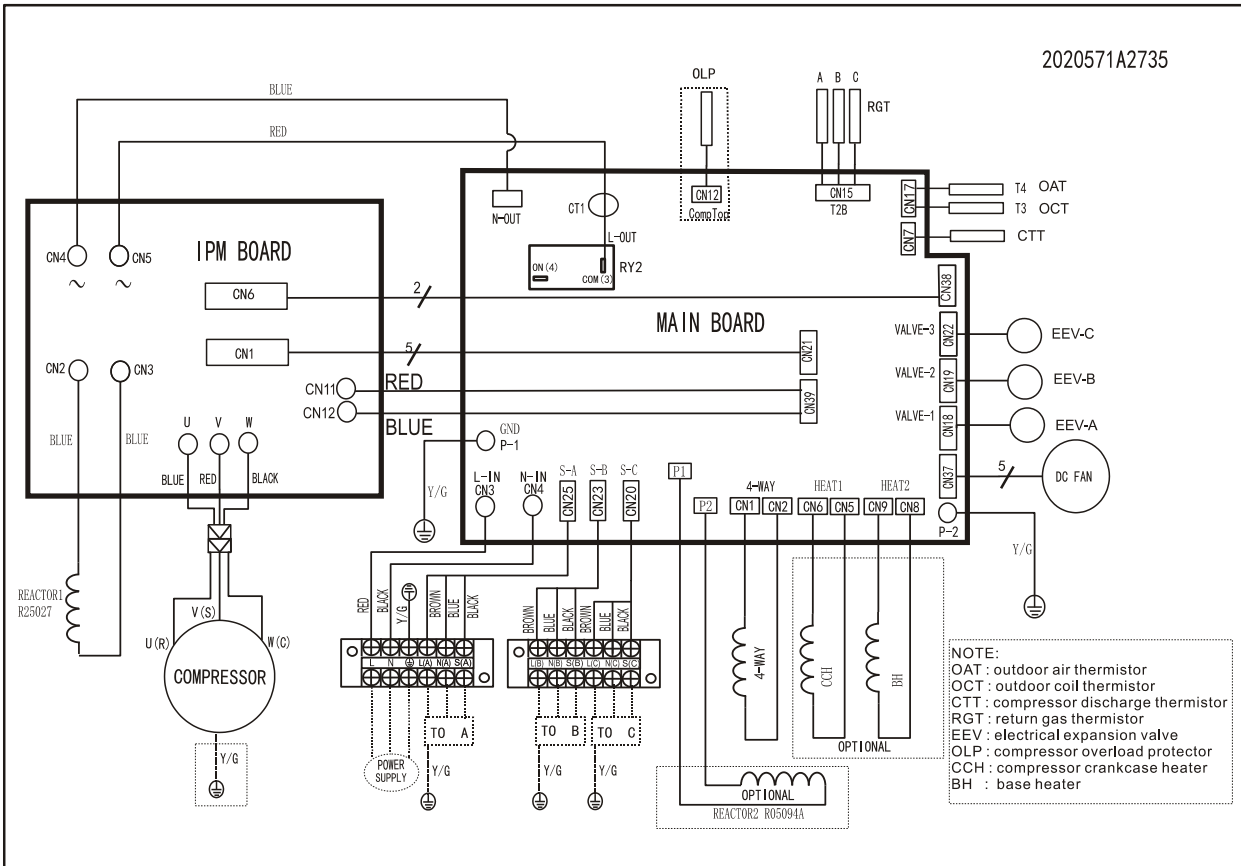 2020571A2735
BLUE
RED
OLP
CN12
CompTop
A B C
RGT
CN15
T2B
CN17
T4 OAT
T3 OCT
CN7
CTT
N-OUT
CT1
L-OUT
ON(4)
COM(3)
RY2
IPM BOARD
CN4
CN5
~
~
CN6
2
CN38
MAIN BOARD
CN1
5
CN21
CN2
CN3
CN11
RED
CN12
BLUE
CN39
VALVE-3
CN22
EEV-C
VALVE-2
CN19
EEV-B
VALVE-1
CN18
EEV-A
CN37
5
DC FAN
P-2
Y/G
BLUE
BLUE
U V W
BLUE
RED
BLACK
GND
P-1
Y/G
L-IN
CN3
N-IN
CN4
S-A
CN25
S-B
CN23
S-C
CN20
P1
P2
4-WAY
CN1
CN2
HEAT1
CN6
CN5
HEAT2
CN9
CN8
REACTOR1
R25027
V(S)
U(R)
W(C)
COMPRESSOR
Y/G
RED
BLACK
Y/G
BROWN
BLUE
BLACK
L N L(A) N(A) S(A)
TO A
POWER
SUPPLY
Y/G
BROWN
BLUE
BLACK
BROWN
BLUE
BLACK
L(B) N(B) S(B) L(C) N(C) S(C)
TO B
TO C
Y/G
Y/G
4-WAY
CCH
BH
OPTIONAL
OPTIONAL
REACTOR2 R05094A
NOTE:
OAT : outdoor air thermistor
OCT : outdoor coil thermistor
CTT : compressor discharge thermistor
RGT : return gas thermistor
EEV : electrical expansion valve
OLP : compressor overload protector
CCH : compressor crankcase heater
BH : base heater